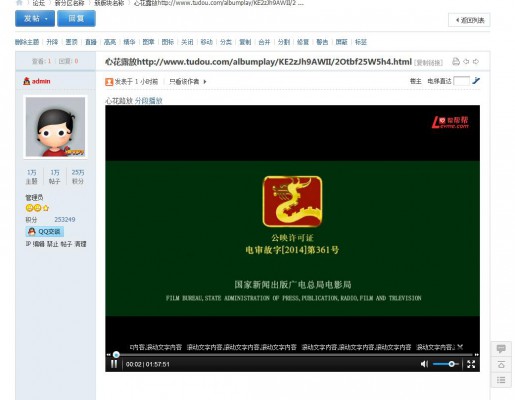 论坛 › 新分区名称 › 新版块名称 › 心花露放http://www.tudou.com/albumplay/KE2zJh9AWII/2 ...
发帖
回复
返回列表
删除主题 升降 置顶 直播 高亮 精华 图章 图标 关闭 移动 分类 复制 合并 分割 修复 警告 屏蔽 标签
查看: 1 | 回复: 0
心花露放http://www.tudou.com/albumplay/KE2zJh9AWII/2Otbf25W5h4.html [复制链接]
admin
发表于 1 小时前 | 只看该作者
楼主 电梯直达
心花路放 分段播放
1万 1万 25万
主题 帖子 积分
管理员
积分 253249
QQ交谈
IP 编辑 禁止 帖子 清理
公映许可证
电审故字[2014]第361号
国家新闻出版广电总局电影局
FILM BUREAU,STATE ADMINISTRATION OF PRESS,PUBLICATION,RADIO,FILM AND TELEVISION
内容,滚动文字内容 滚动文字内容,滚动文字内容,滚动文字内容,滚动文字内容 滚动文字内容
00:02 | 01:57:51